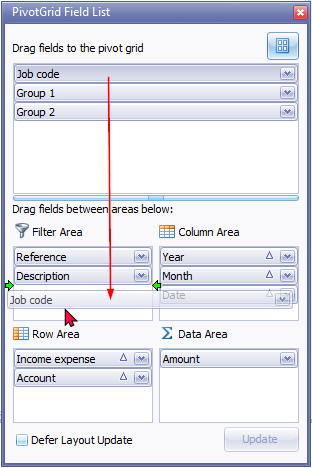 PivotGrid Field List
Drag fields to the pivot grid
Job code
Group 1
Group 2
Drag fields between areas below:
Filter Area
Column Area
Reference
Year
Description
Month
Job code
Date
Row Area
Data Area
Income expense
Amount
Account
Defer Layout Update
Update